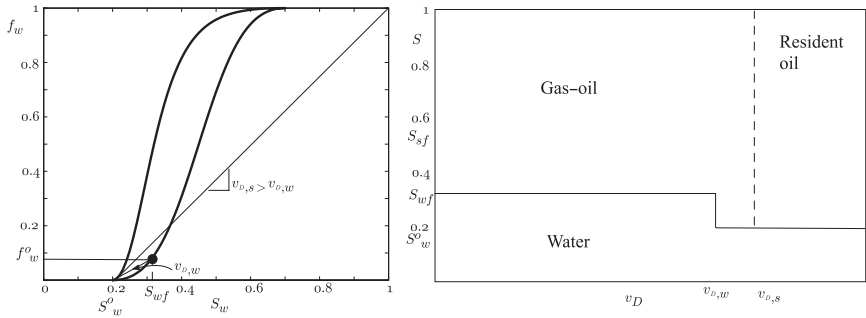 f_w
1
0.8
0.6
0.4
0.2
f^o_w
0
0.2
0.4
0.6
0.8
1
S^o_w
S_wf
S_w
v_D,s > v_D,w
v_D,w
1
S
0.8
0.6
S_sf
0.4
S_wf
0.2
S^o_w
Gas–oil
Resident
oil
Water
v_D
v_D,w
v_D,s